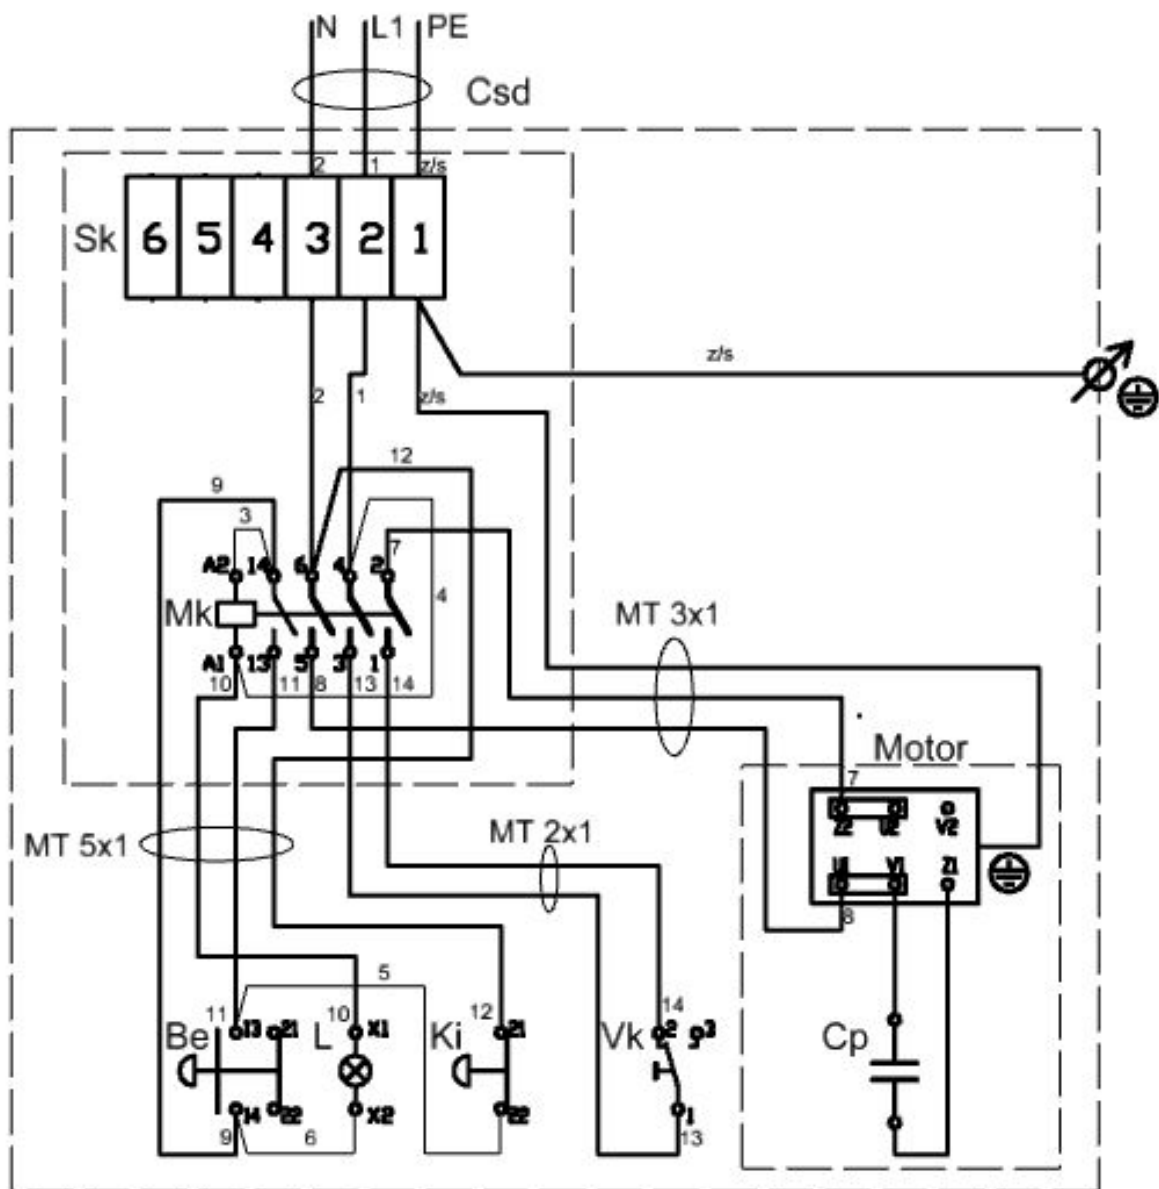 N L1 PE
Csd
2 1 z/s
Sk 6 5 4 3 2 1
z/s
2 1 z/s
12
9
3
7
A2 14 6 4 2
4
Mk
MT 3x1
A1 13 5 3 1
10 11 8 13 14
Motor
7
Z2 U2 V2
MT 5x1
MT 2x1
U1 V1 Z1
8
5
11 13 21 10 X1 12 21 14 2 3
Be L Ki Vk Cp
14 22 X2 22 1
9 6 13